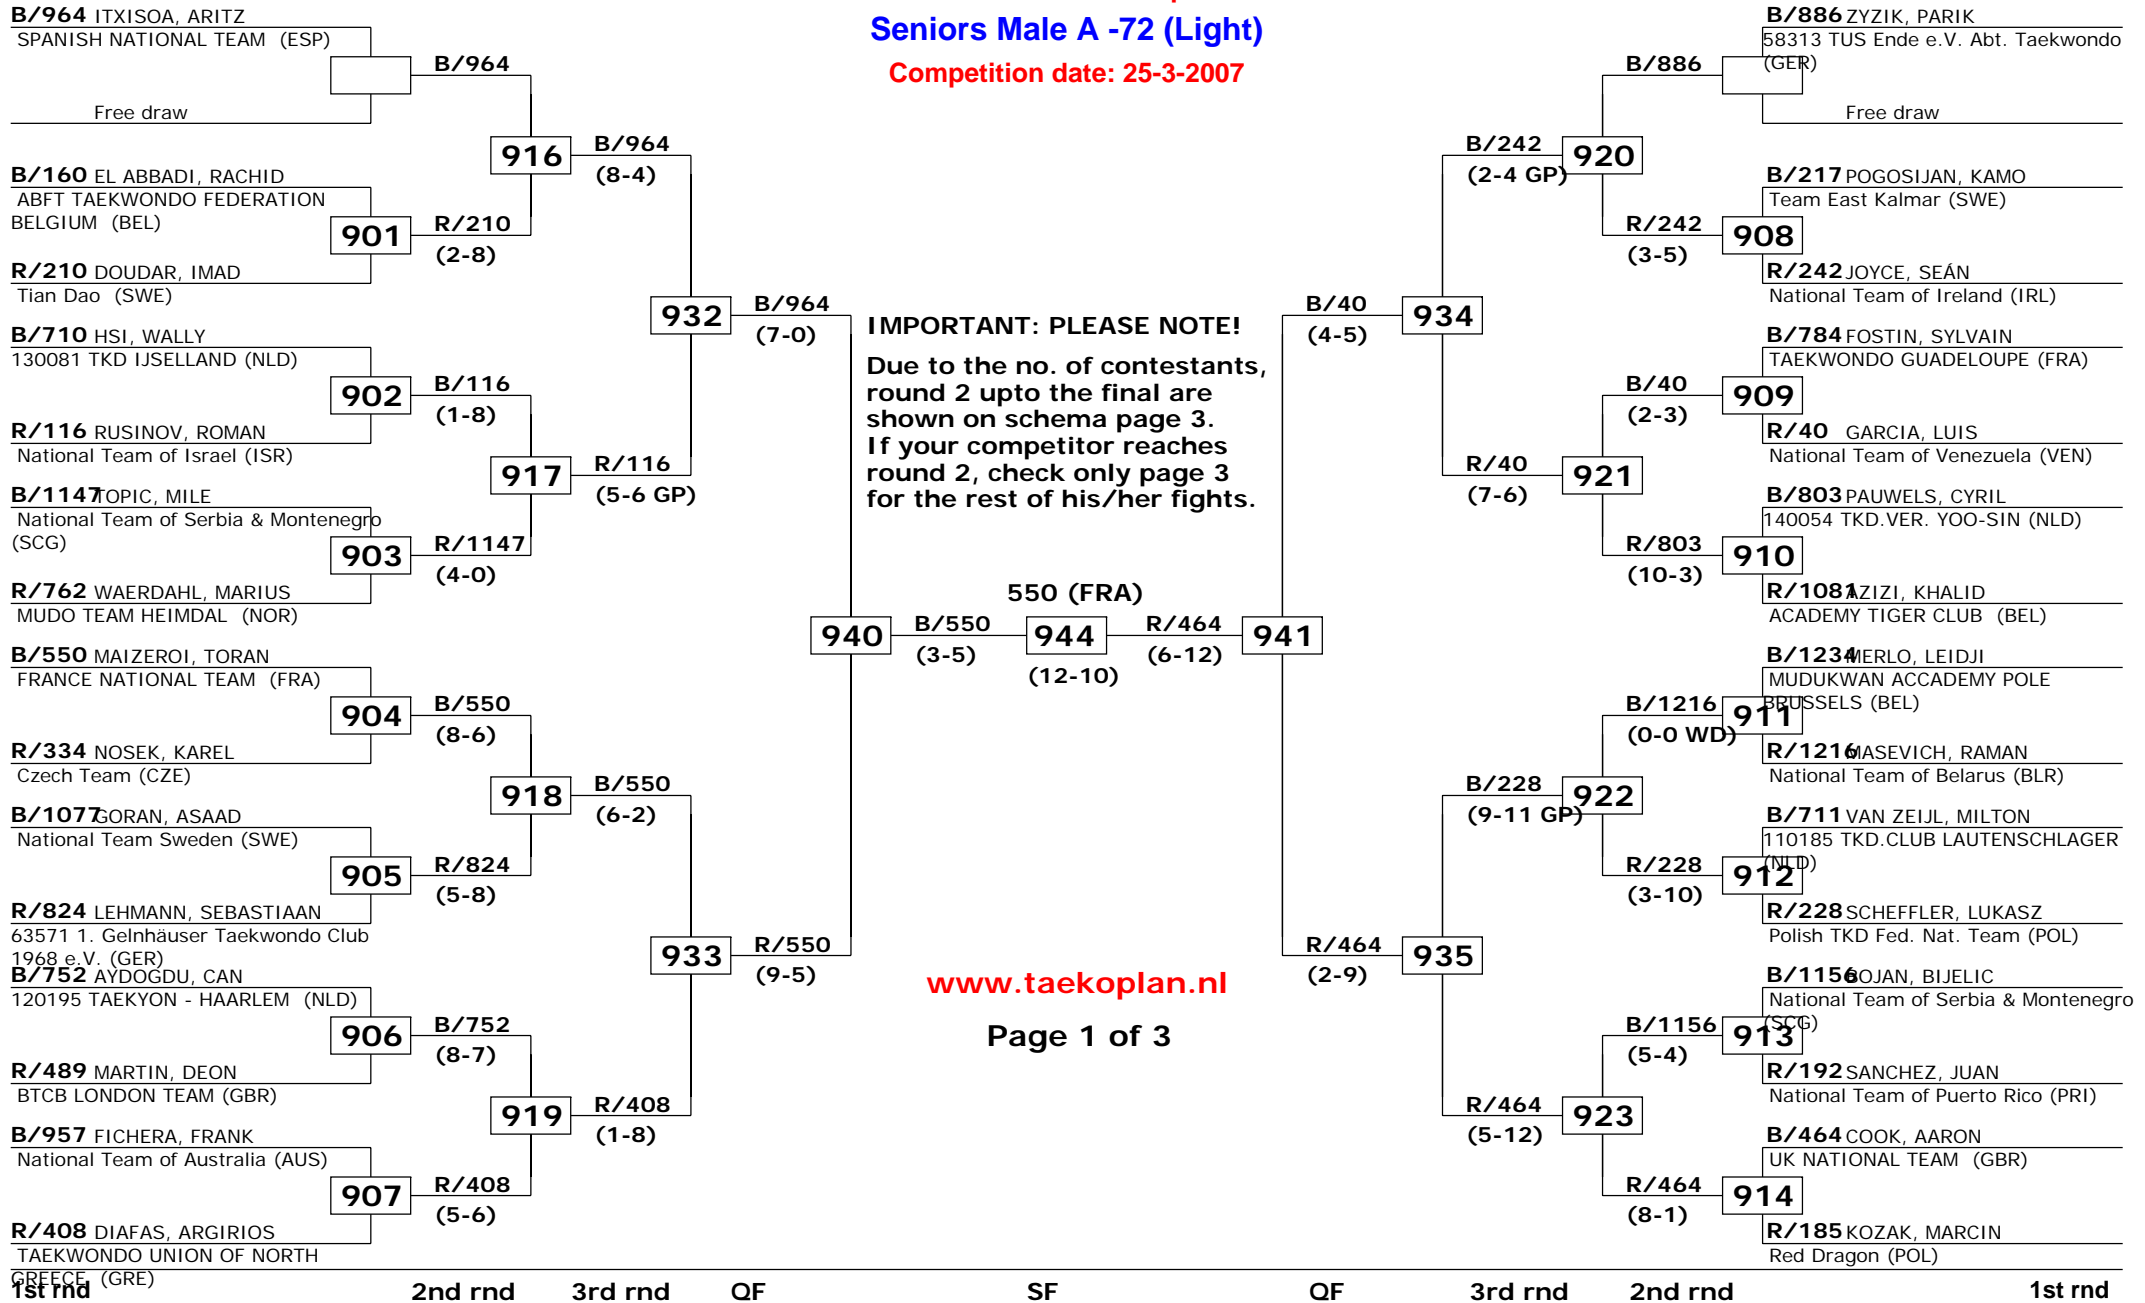 Seniors Male A -72 (Light)
Competition date: 25-3-2007
B/964 ITXISOA, ARITZ
SPANISH NATIONAL TEAM (ESP)
Free draw
B/160 EL ABBADI, RACHID
ABFT TAEKWONDO FEDERATION
BELGIUM (BEL)
901
R/210 DOUDAR, IMAD
Tian Dao (SWE)
B/710 HSI, WALLY
130081 TKD IJSELLAND (NLD)
902
R/116 RUSINOV, ROMAN
National Team of Israel (ISR)
B/1147 TOPIC, MILE
National Team of Serbia & Montenegro
(SCG)
903
R/762 WAERDAHL, MARIUS
MUDO TEAM HEIMDAL (NOR)
B/550 MAIZEROI, TORAN
FRANCE NATIONAL TEAM (FRA)
904
R/334 NOSEK, KAREL
Czech Team (CZE)
B/1077 GORAN, ASAAD
National Team Sweden (SWE)
905
R/824 LEHMANN, SEBASTIAAN
63571 1. Gelnhäuser Taekwondo Club
1968 e.V. (GER)
B/752 AYDOGDU, CAN
120195 TAEKYON - HAARLEM (NLD)
906
R/489 MARTIN, DEON
BTCB LONDON TEAM (GBR)
B/957 FICHERA, FRANK
National Team of Australia (AUS)
907
R/408 DIAFAS, ARGIRIOS
TAEKWONDO UNION OF NORTH
GREECE (GRE)
B/964
916
R/210
(2-8)
B/116
(1-8)
917
R/1147
(4-0)
B/550
(8-6)
918
R/824
(5-8)
B/752
(8-7)
919
R/408
(5-6)
B/964
(8-4)
932
R/116
(5-6 GP)
B/550
(6-2)
933
R/408
(1-8)
B/964
(7-0)
940
R/550
(9-5)
IMPORTANT: PLEASE NOTE!
Due to the no. of contestants,
round 2 upto the final are
shown on schema page 3.
If your competitor reaches
round 2, check only page 3
for the rest of his/her fights.
550 (FRA)
B/550
(3-5)
944
(12-10)
R/464
(6-12)
941
www.taekoplan.nl
Page 1 of 3
B/40
(4-5)
934
R/464
(2-9)
935
B/242
(2-4 GP)
920
R/40
(7-6)
921
B/228
(9-11 GP)
922
R/464
(5-12)
923
B/886
R/242
(3-5)
B/40
(2-3)
R/803
(10-3)
B/1216
(0-0 WD)
R/228
(3-10)
B/1156
(5-4)
R/464
(8-1)
B/886 ZYZIK, PARIK
58313 TUS Ende e.V. Abt. Taekwondo
(GER)
Free draw
B/217 POGOSIJAN, KAMO
Team East Kalmar (SWE)
908
R/242 JOYCE, SEÁN
National Team of Ireland (IRL)
B/784 FOSTIN, SYLVAIN
TAEKWONDO GUADELOUPE (FRA)
909
R/40 GARCIA, LUIS
National Team of Venezuela (VEN)
B/803 PAUWELS, CYRIL
140054 TKD.VER. YOO-SIN (NLD)
910
R/1081 AZIZI, KHALID
ACADEMY TIGER CLUB (BEL)
B/1234 MERLO, LEIDJI
MUDUKWAN ACCADEMY POLE
BRUSSELS (BEL)
911
R/1216 MASEVICH, RAMAN
National Team of Belarus (BLR)
B/711 VAN ZEIJL, MILTON
110185 TKD.CLUB LAUTENSCHLAGER
(NLD)
912
R/228 SCHEFFLER, LUKASZ
Polish TKD Fed. Nat. Team (POL)
B/1156 BOJAN, BIJELIC
National Team of Serbia & Montenegro
(SCG)
913
R/192 SANCHEZ, JUAN
National Team of Puerto Rico (PRI)
B/464 COOK, AARON
UK NATIONAL TEAM (GBR)
914
R/185 KOZAK, MARCIN
Red Dragon (POL)
1st rnd 2nd rnd 3rd rnd QF SF QF 3rd rnd 2nd rnd 1st rnd